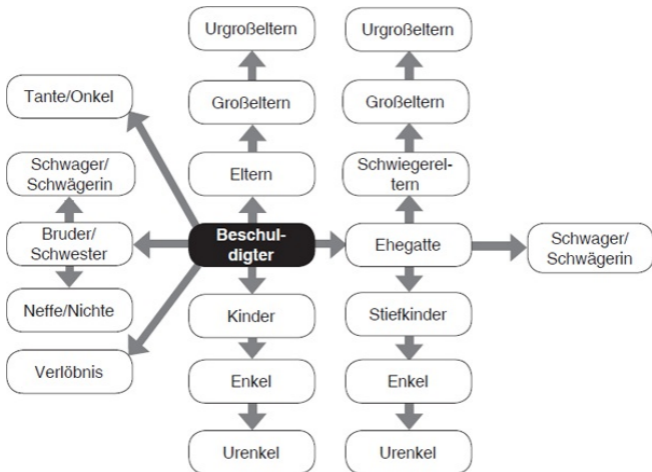 Urgroßeltern
Urgroßeltern
Tante/Onkel
Großeltern
Großeltern
Schwager/
Schwägerin
Eltern
Schwiegerel-
tern
Bruder/
Schwester
Beschul-
digter
Ehegatte
Schwager/
Schwägerin
Neffe/Nichte
Kinder
Stiefkinder
Verlöbnis
Enkel
Enkel
Urenkel
Urenkel